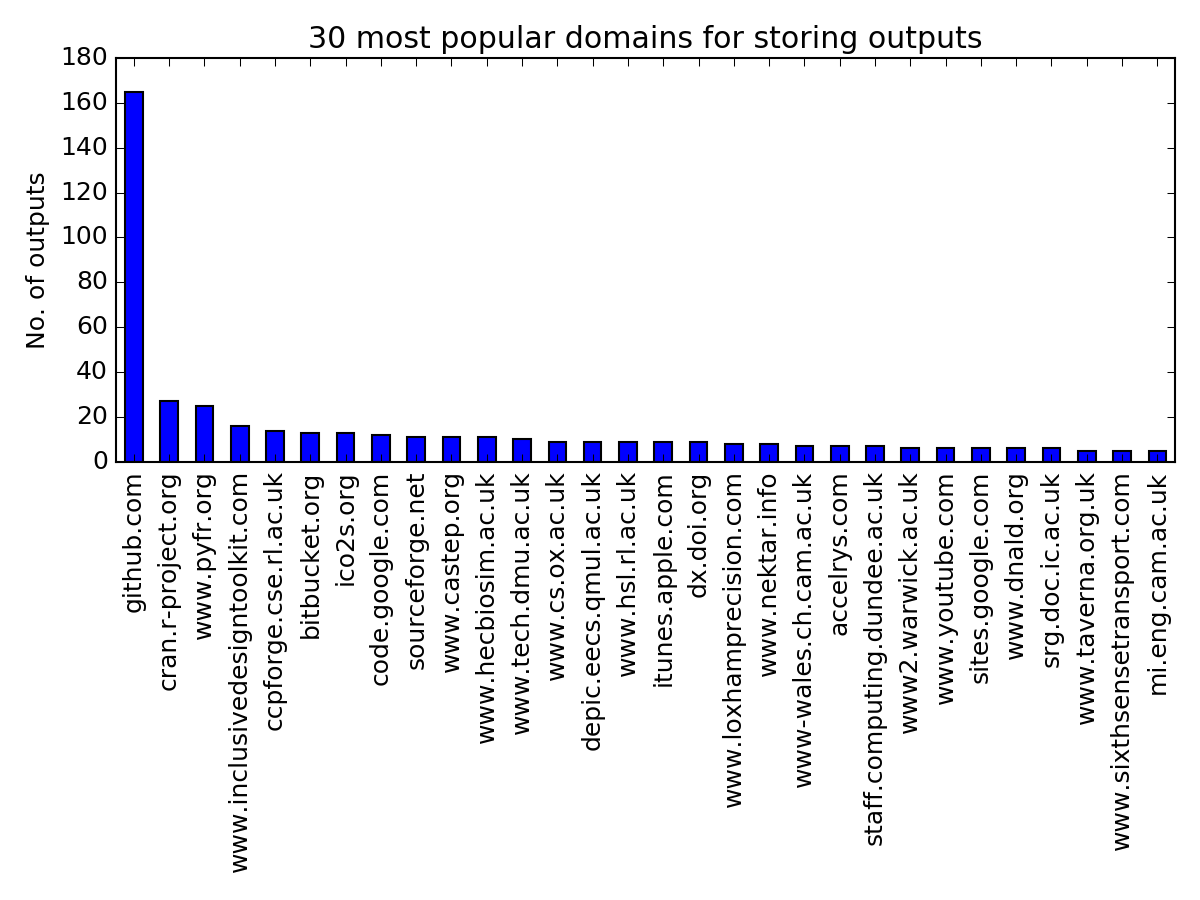 30 most popular domains for storing outputs
180
160
140
120
100
80
60
40
20
0
No. of outputs
github.com
cran.r-project.org
www.pyfr.org
www.inclusivedesigntoolkit.com
ccpforge.cse.rl.ac.uk
bitbucket.org
ico2s.org
code.google.com
sourceforge.net
www.castep.org
www.hecbiosim.ac.uk
www.tech.dmu.ac.uk
www.cs.ox.ac.uk
depic.eecs.qmul.ac.uk
www.hsl.rl.ac.uk
itunes.apple.com
dx.doi.org
www.loxhamprecision.com
www.nektar.info
www-wales.ch.cam.ac.uk
accelrys.com
staff.computing.dundee.ac.uk
www2.warwick.ac.uk
www.youtube.com
sites.google.com
www.dnald.org
srg.doc.ic.ac.uk
www.taverna.org.uk
www.sixthsensetransport.com
mi.eng.cam.ac.uk